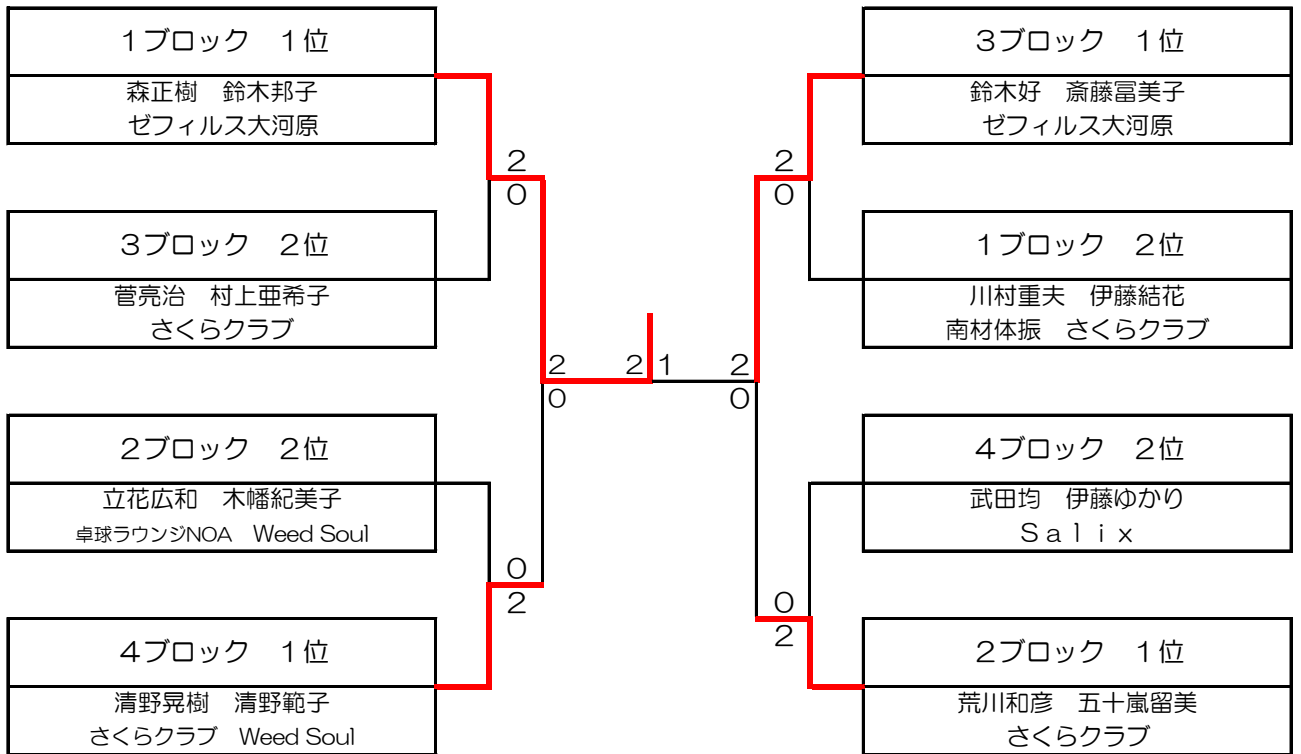 1ブロック　1位
森正樹　鈴木邦子
ゼフィルス大河原
3ブロック　2位
菅亮治　村上亜希子
さくらクラブ
2ブロック　2位
立花広和　木幡紀美子
卓球ラウンジNOA　Weed Soul
4ブロック　1位
清野晃樹　清野範子
さくらクラブ　Weed Soul
2
0
0
2
2
0
2 1
2
0
2
0
0
2
3ブロック　1位
鈴木好　斎藤冨美子
ゼフィルス大河原
1ブロック　2位
川村重夫　伊藤結花
南材体振　さくらクラブ
4ブロック　2位
武田均　伊藤ゆかり
Ｓａｌｉｘ
2ブロック　1位
荒川和彦　五十嵐留美
さくらクラブ